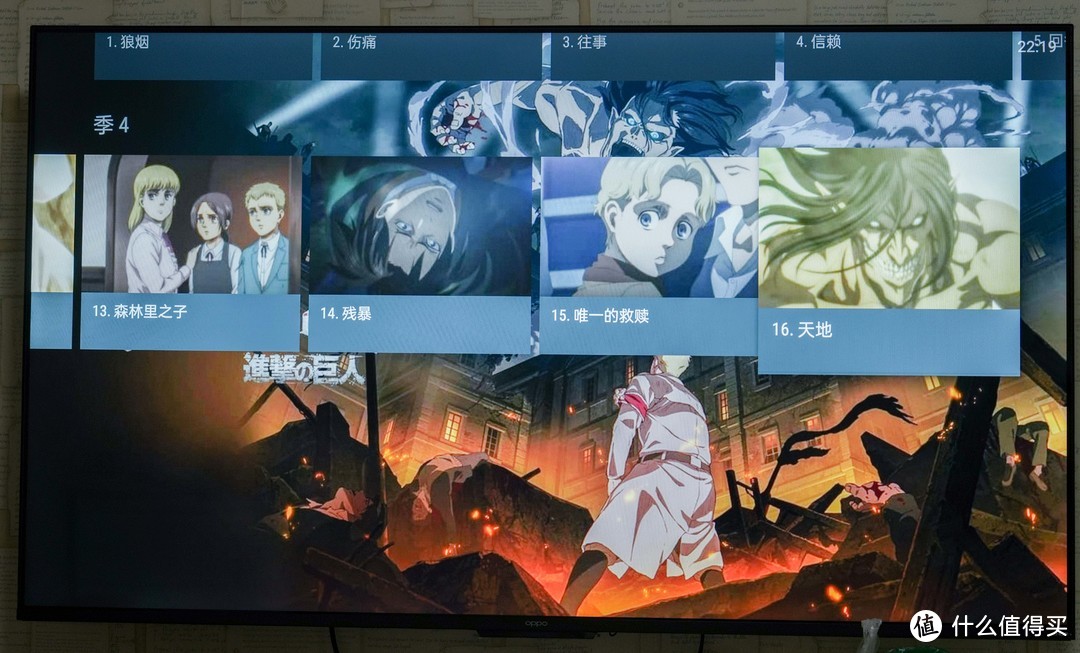 1. 狼烟
2. 伤痛
3. 往事
4. 信赖
5. 回
22:19
季 4
13. 森林里之子
14. 残暴
15. 唯一的救赎
16. 天地
進撃の巨人
oppo
值 什么值得买